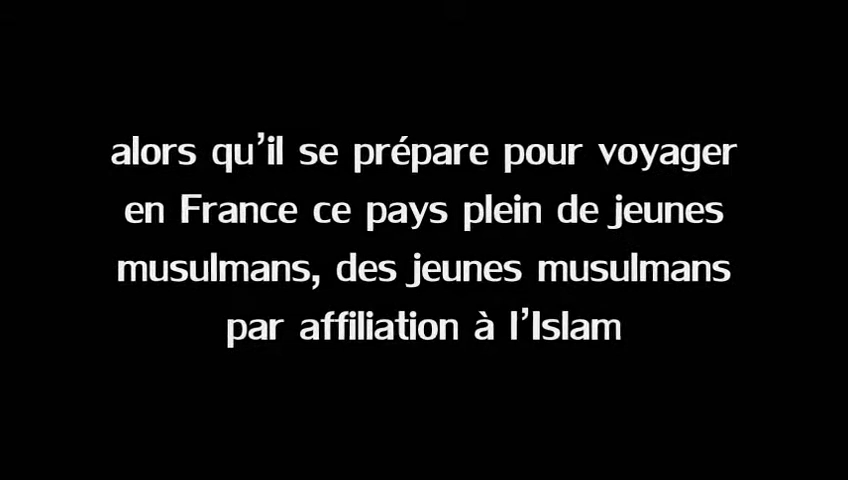 alors qu’il se prépare pour voyager
en France ce pays plein de jeunes
musulmans, des jeunes musulmans
par affiliation à l’Islam